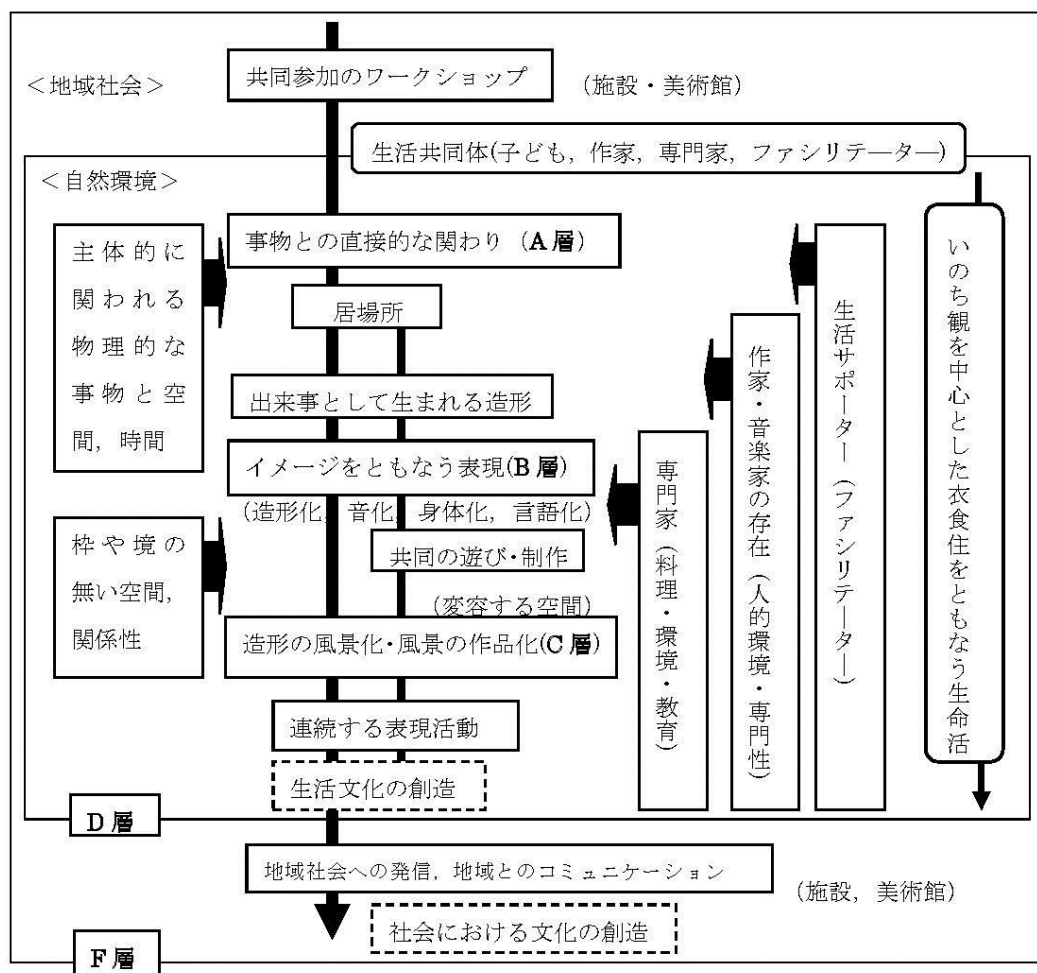 共同参加のワークショップ
＜地域社会＞
(施設・美術館)
生活共同体(子ども，作家，専門家，ファシリテーター)
＜自然環境＞
主体的に
関われる
物理的な
事物と空
間，時間
事物との直接的な関わり（A層）
居場所
出来事として生まれる造形
イメージをともなう表現(B層)
(造形化，音化，身体化，言語化)
共同の遊び・制作
枠や境の
無い空間，
関係性
(変容する空間)
造形の風景化・風景の作品化(C層)
連続する表現活動
生活文化の創造
専門家（料理・環境・教育）
作家・音楽家の存在（人的環境・専門性）
生活サポーター（ファシリテーター）
いのち観を中心とした衣食住をともなう生命活
D層
地域社会への発信，地域とのコミュニケーション
(施設，美術館)
社会における文化の創造
F層